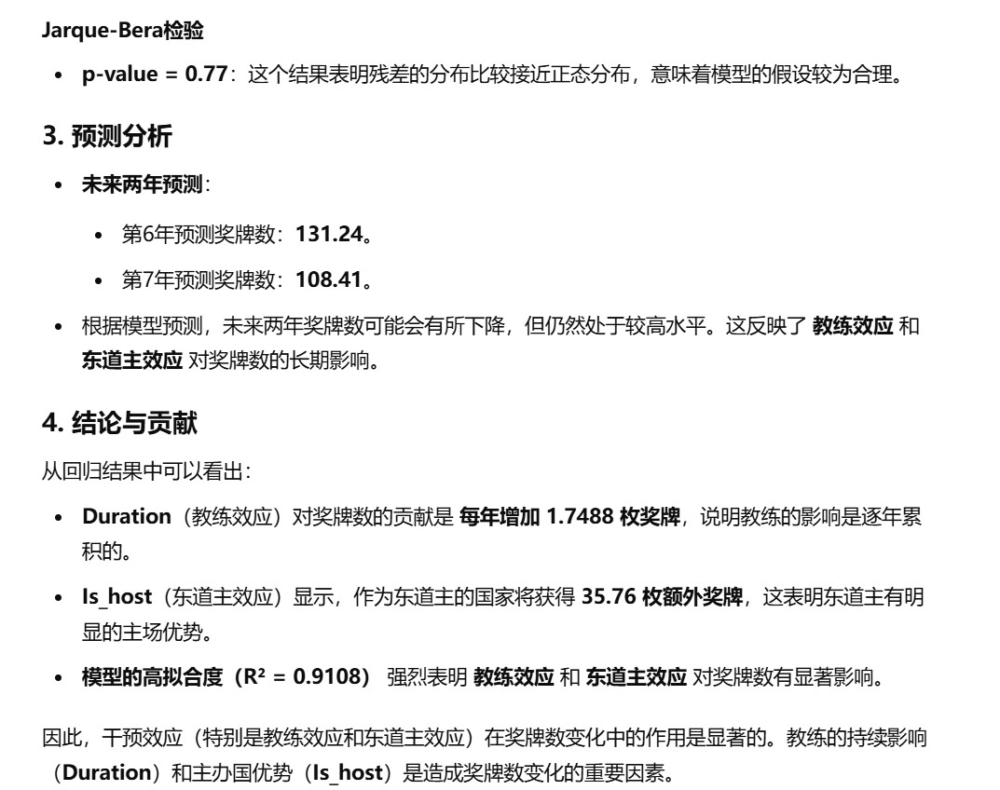 Jarque-Bera检验
• p-value = 0.77：这个结果表明残差的分布比较接近正态分布，意味着模型的假设较为合理。
3. 预测分析
• 未来两年预测：
• 第6年预测奖牌数：131.24。
• 第7年预测奖牌数：108.41。
• 根据模型预测，未来两年奖牌数可能会有所下降，但仍然处于较高水平。这反映了 教练效应 和
东道主效应 对奖牌数的长期影响。
4. 结论与贡献
从回归结果中可以看出：
• Duration（教练效应）对奖牌数的贡献是 每年增加 1.7488 枚奖牌，说明教练的影响是逐年累
积的。
• Is_host（东道主效应）显示，作为东道主的国家将获得 35.76 枚额外奖牌，这表明东道主有明
显的主场优势。
• 模型的高拟合度（R² = 0.9108） 强烈表明 教练效应 和 东道主效应 对奖牌数有显著影响。
因此，干预效应（特别是教练效应和东道主效应）在奖牌数变化中的作用是显著的。教练的持续影响
（Duration）和主办国优势（Is_host）是造成奖牌数变化的重要因素。